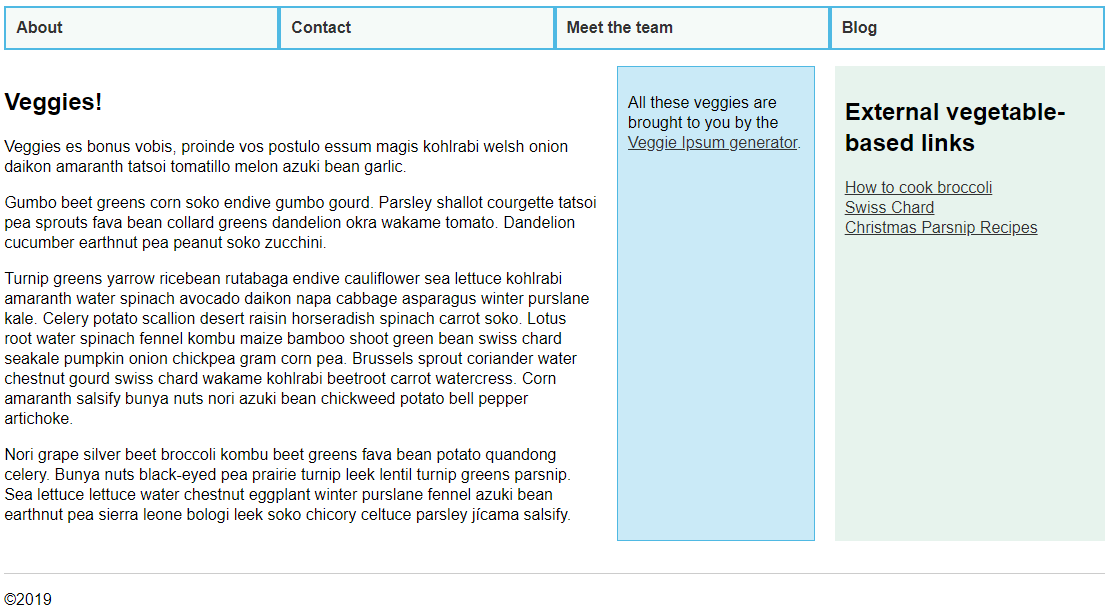 About
Contact
Meet the team
Blog
Veggies!
Veggies es bonus vobis, proinde vos postulo essum magis kohlrabi welsh onion
daikon amaranth tatsoi tomatillo melon azuki bean garlic.
Gumbo beet greens corn soko endive gumbo gourd. Parsley shallot courgette tatsoi
pea sprouts fava bean collard greens dandelion okra wakame tomato. Dandelion
cucumber earthnut pea peanut soko zucchini.
Turnip greens yarrow ricebean rutabaga endive cauliflower sea lettuce kohlrabi
amaranth water spinach avocado daikon napa cabbage asparagus winter purslane
kale. Celery potato scallion desert raisin horseradish spinach carrot soko. Lotus
root water spinach fennel kombu maize bamboo shoot green bean swiss chard
seakale pumpkin onion chickpea gram corn pea. Brussels sprout coriander water
chestnut gourd swiss chard wakame kohlrabi beetroot carrot watercress. Corn
amaranth salsify bunya nuts nori azuki bean chickweed potato bell pepper
artichoke.
Nori grape silver beet broccoli kombu beet greens fava bean potato quandong
celery. Bunya nuts black-eyed pea prairie turnip leek lentil turnip greens parsnip.
Sea lettuce lettuce water chestnut eggplant winter purslane fennel azuki bean
earthnut pea sierra leone bologi leek soko chicory celtuce parsley jícama salsify.
All these veggies are
brought to you by the
Veggie Ipsum generator.
External vegetable-
based links
How to cook broccoli
Swiss Chard
Christmas Parsnip Recipes
©2019